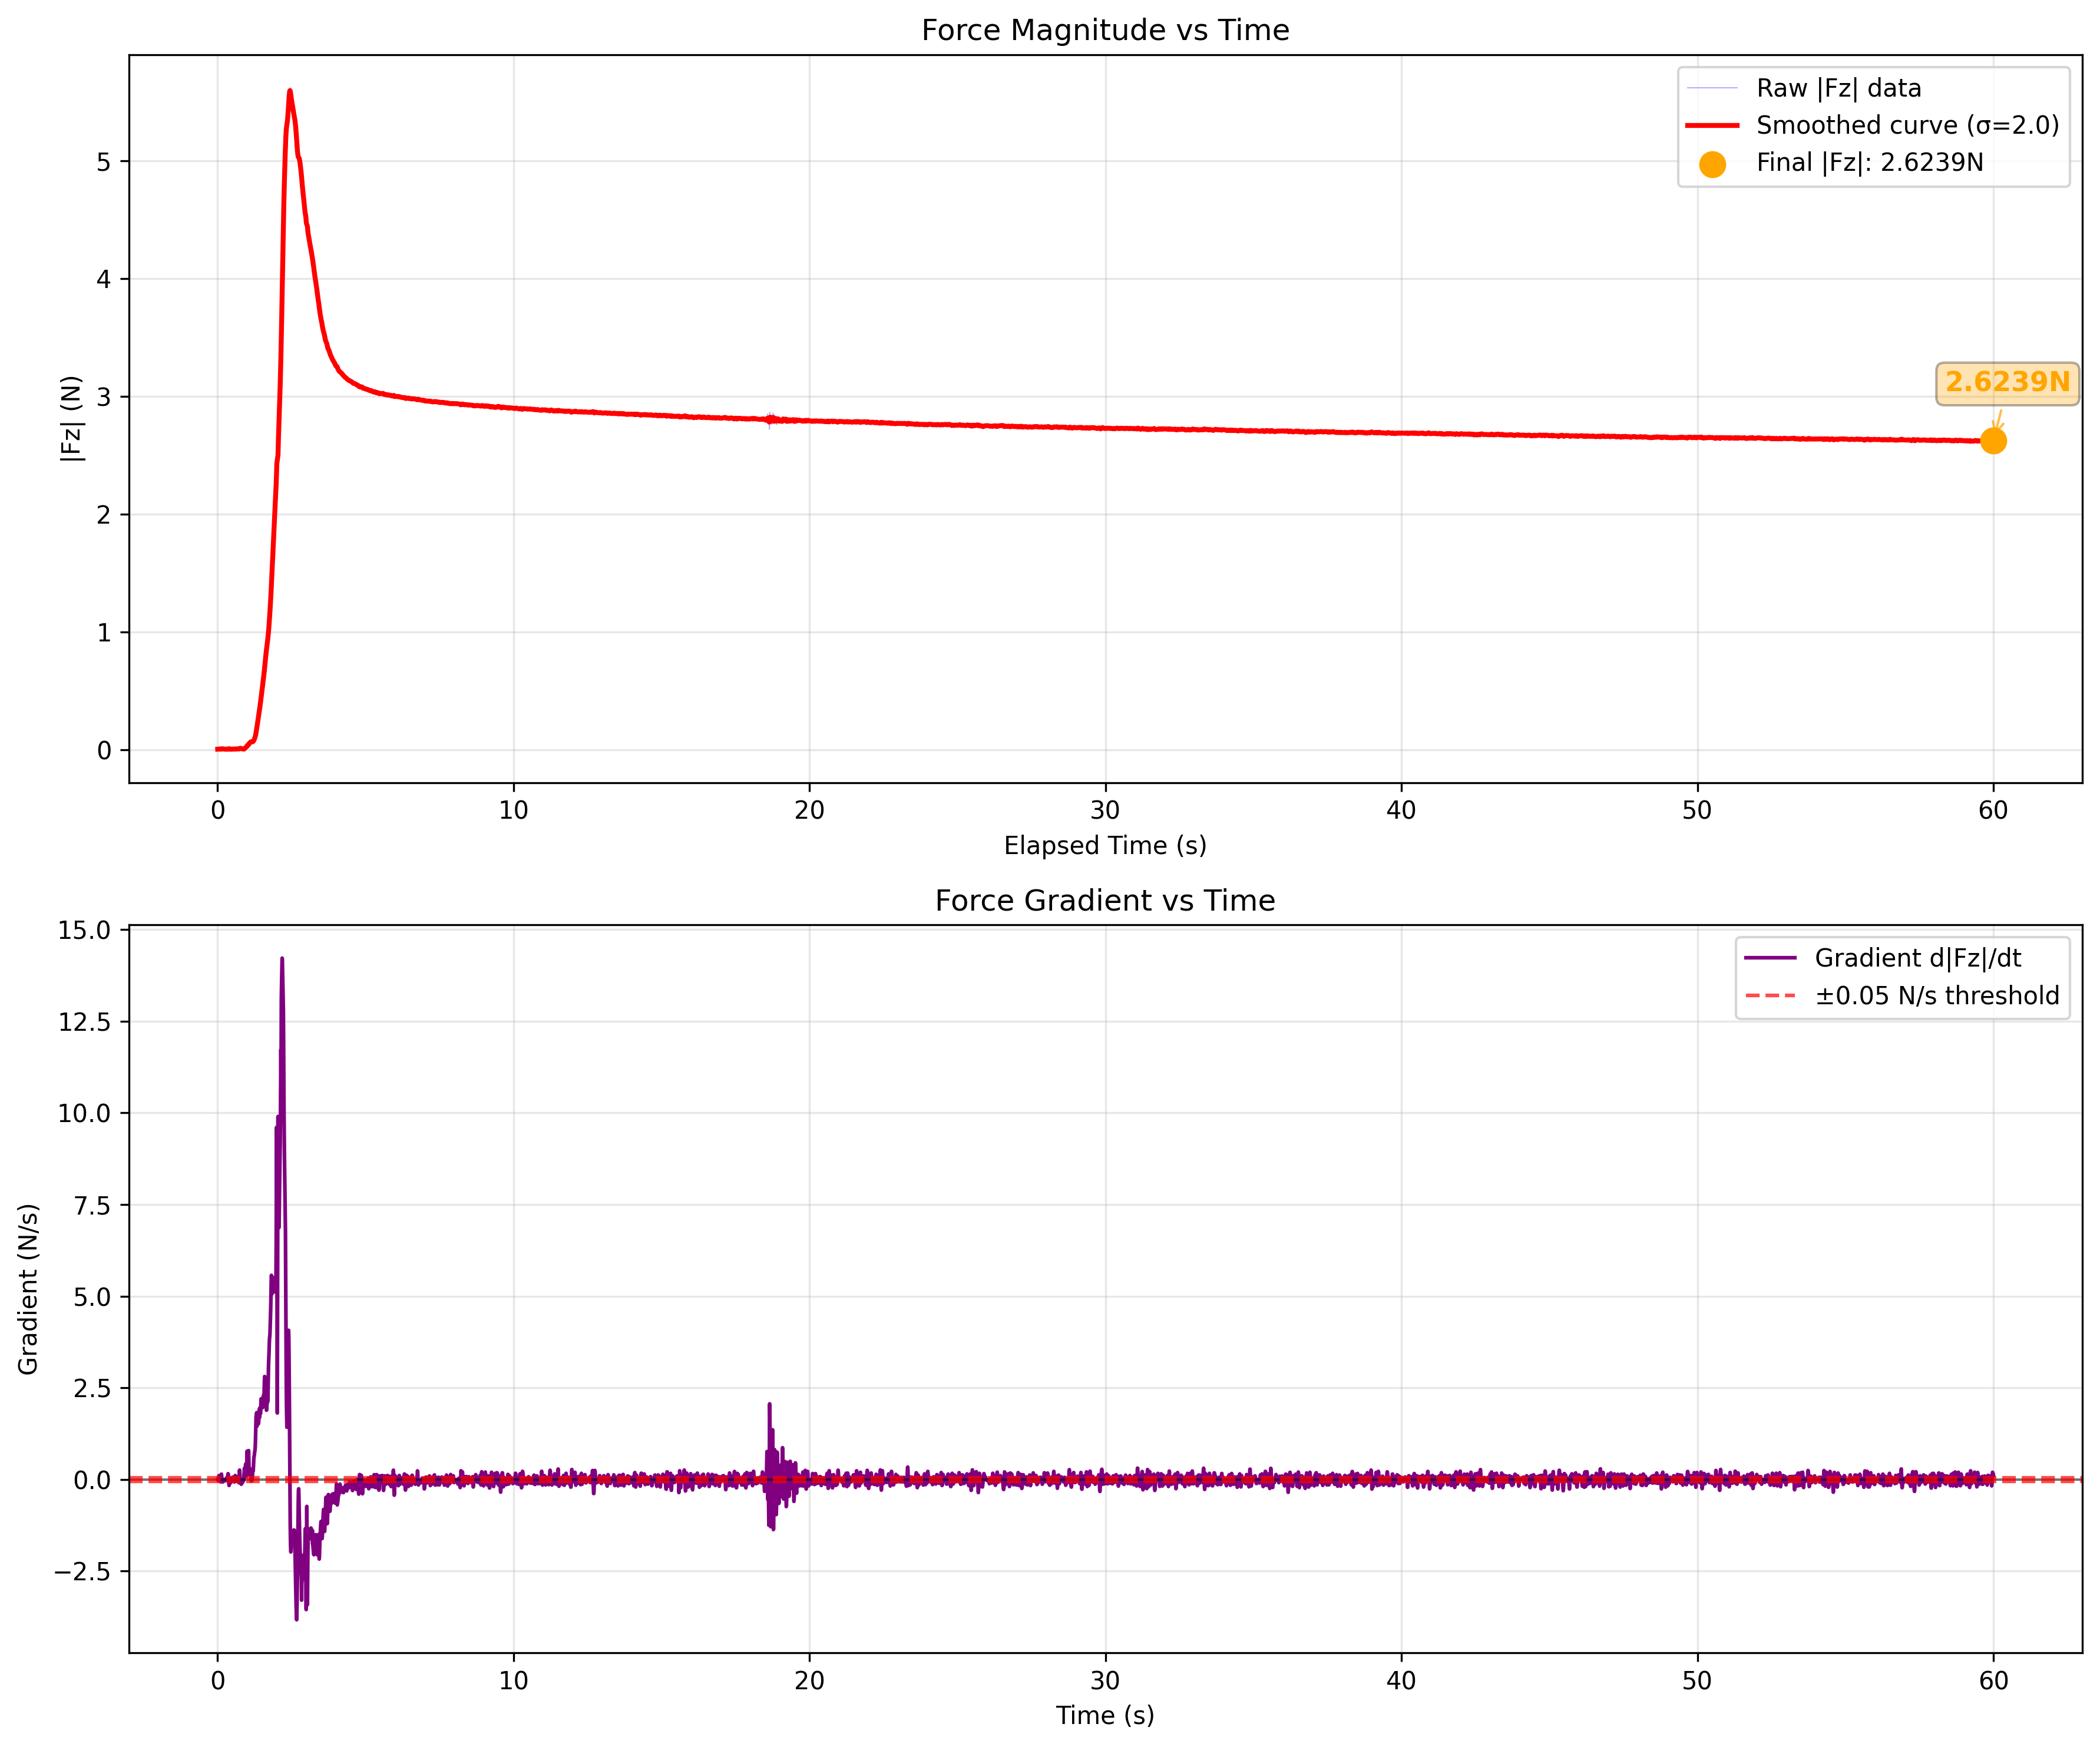 Force Magnitude vs Time
Raw |Fz| data
Smoothed curve (σ=2.0)
Final |Fz|: 2.6239N
2.6239N
5
4
3
2
1
0
|Fz| (N)
0 10 20 30 40 50 60
Elapsed Time (s)
Force Gradient vs Time
Gradient d|Fz|/dt
±0.05 N/s threshold
15.0
12.5
10.0
7.5
5.0
2.5
0.0
−2.5
Gradient (N/s)
0 10 20 30 40 50 60
Time (s)